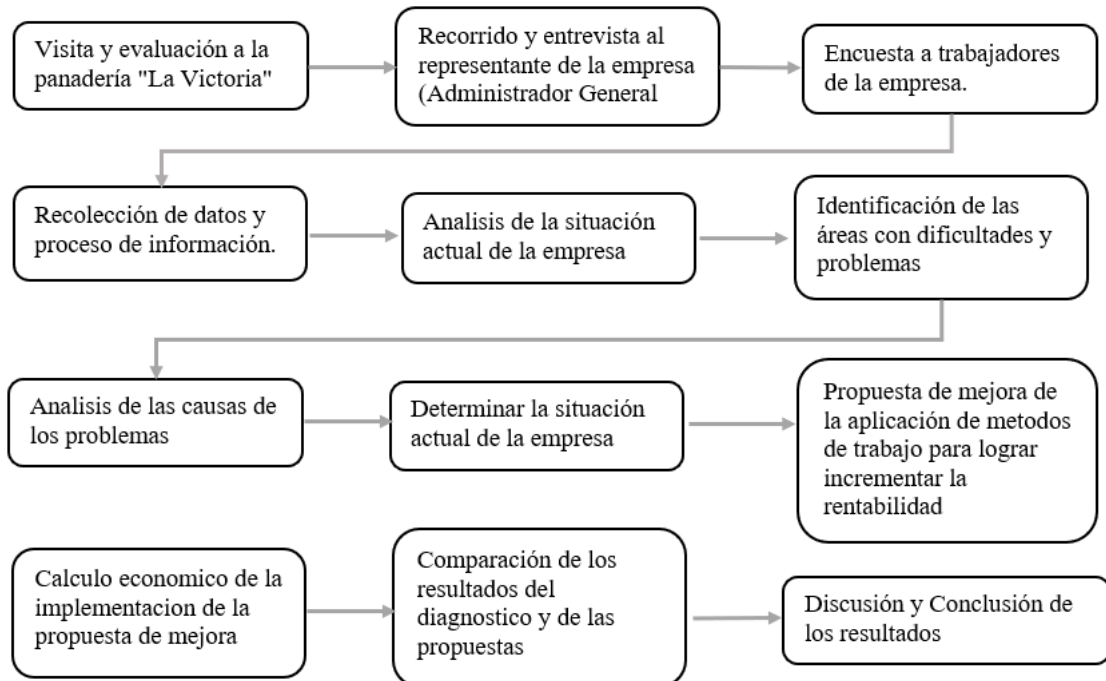 Visita y evaluación a la
panadería "La Victoria"
Recorrido y entrevista al
representante de la empresa
(Administrador General
Encuesta a trabajadores
de la empresa.
Recolección de datos y
proceso de información.
Analisis de la situación
actual de la empresa
Identificación de las
áreas con dificultades y
problemas
Analisis de las causas de
los problemas
Determinar la situación
actual de la empresa
Propuesta de mejora de
la aplicación de metodos
de trabajo para lograr
incrementar la
rentabilidad
Calculo economico de la
implementacion de la
propuesta de mejora
Comparación de los
resultados del
diagnostico y de las
propuestas
Discusión y Conclusión de
los resultados